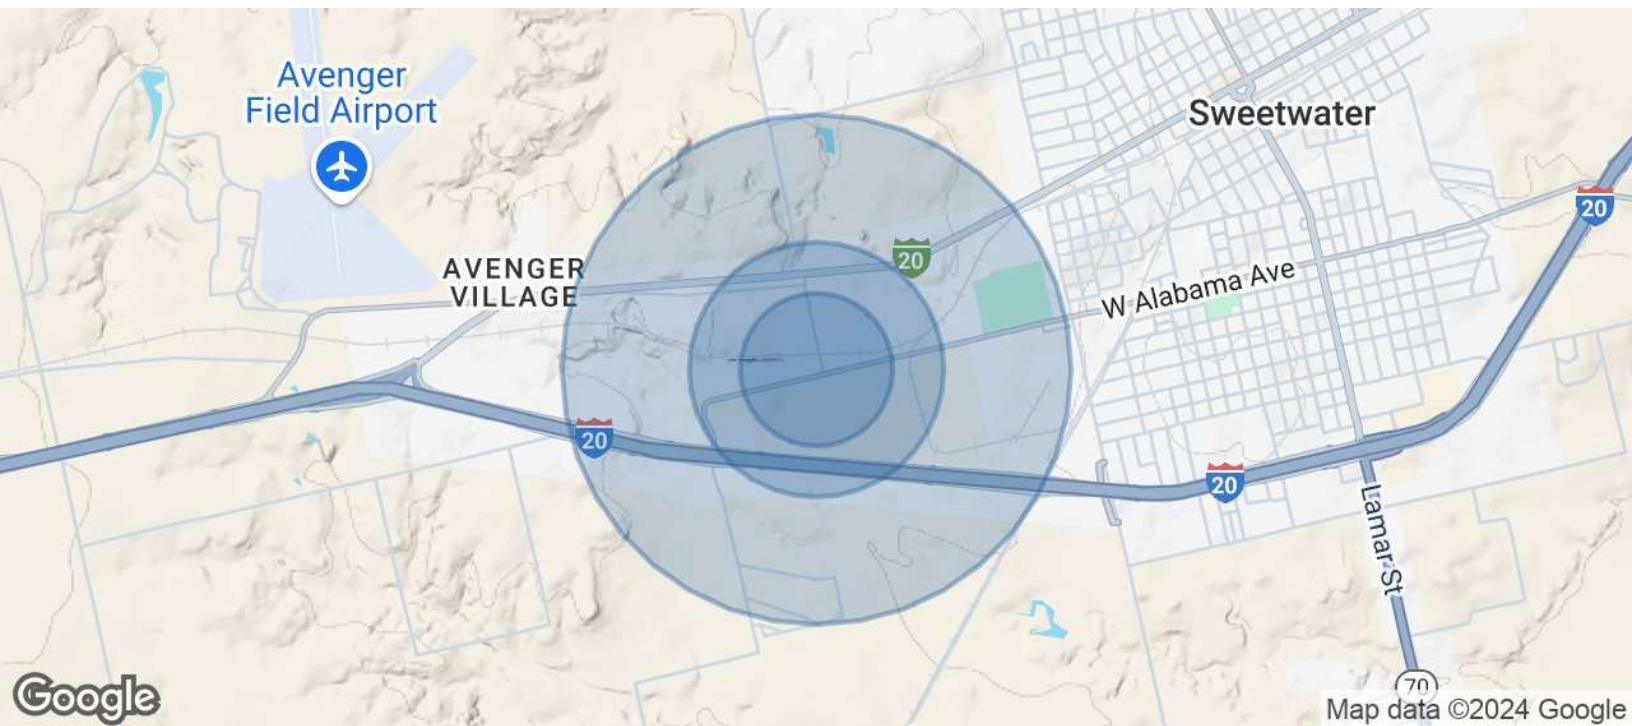 Avenger
Field Airport
Sweetwater
20
20
AVENGER
VILLAGE
W Alabama Ave
20
20
Lamar St
70
Google
Map data ©2024 Google